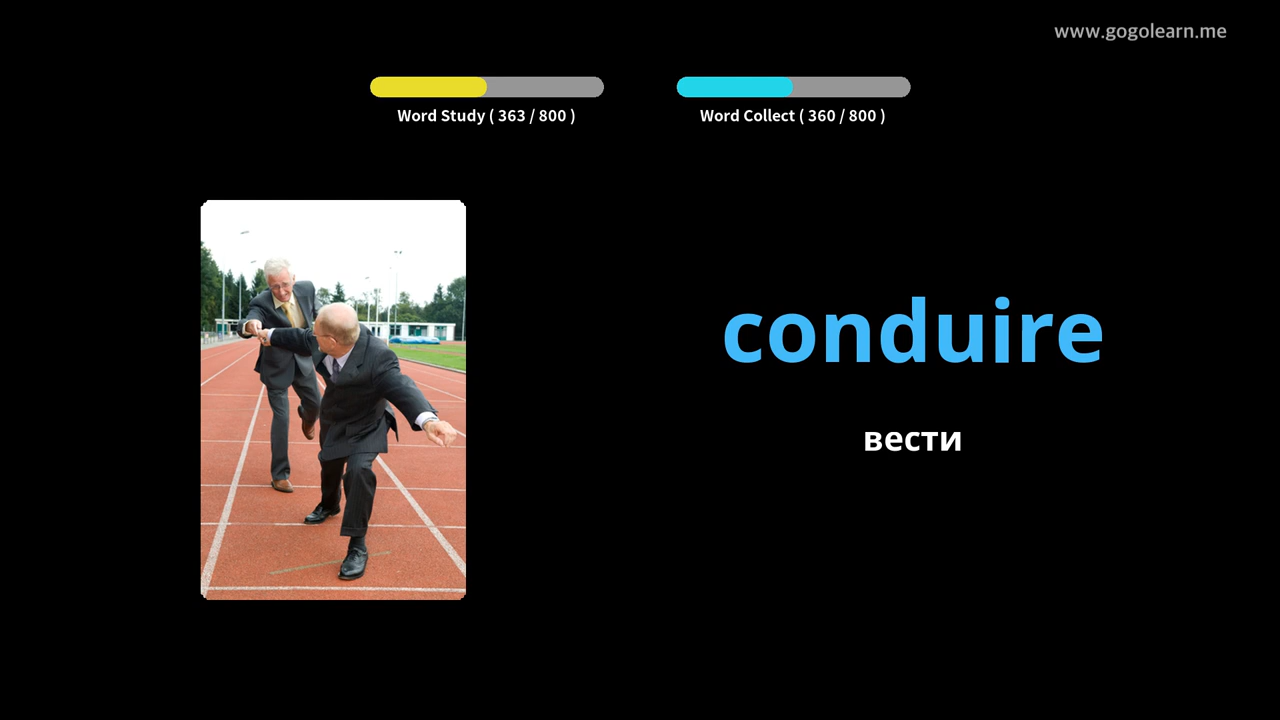 www.gogolearn.me
Word Study ( 363 / 800 )
Word Collect ( 360 / 800 )
conduire
вести